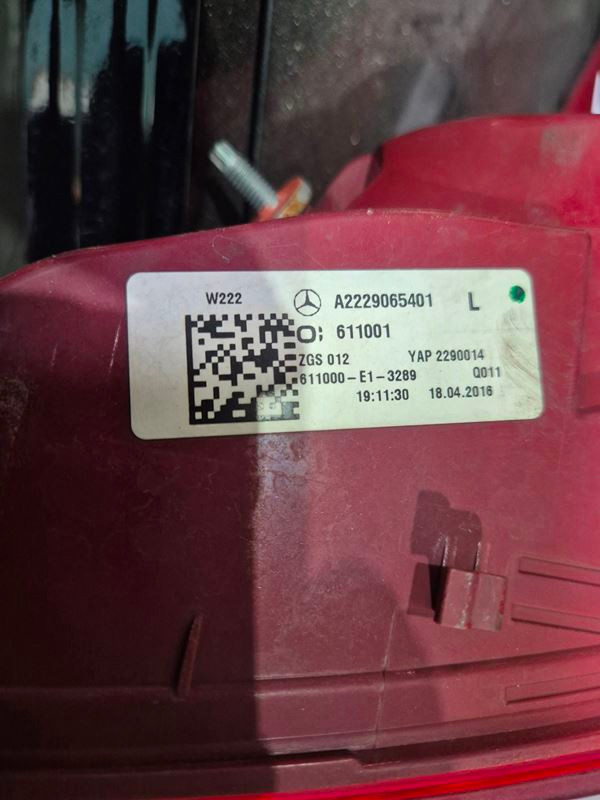 W222 A2229065401 L
O: 611001
ZGS 012 YAP 2290014
611000-E1-3289 Q011
19:11:30 18.04.2016